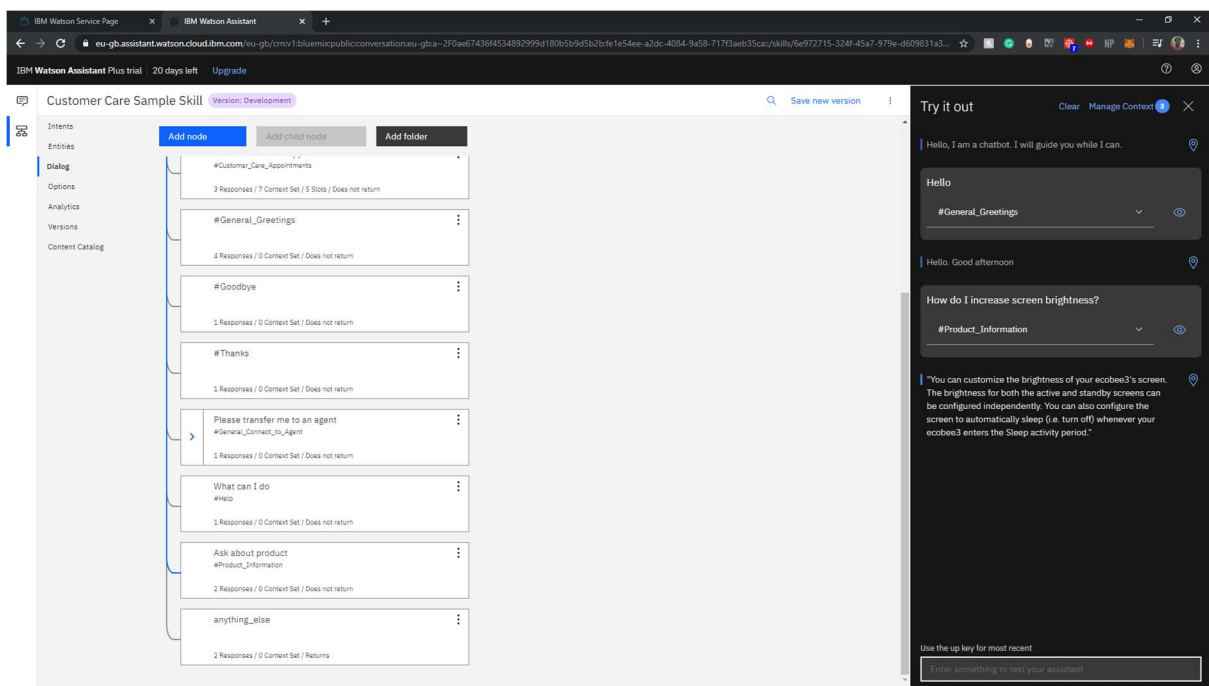 IBM Watson Service Page
IBM Watson Assistant
eu-gb.assistant.watson.cloud.ibm.com/eu-gb/crn:v1:bluemix:public:conversation:eu-gb:a~2F0ae67436f4534892999d180b5b9d5b2b:fe1e54ee-a2dc-4084-9a58-717f3aeb35ca::/skills/6e972715-324f-45a7-979e-d609831a3...
7
NP
IBM Watson Assistant Plus trial 20 days left Upgrade
Customer Care Sample Skill Version: Development
Save new version
Intents
Entities
Dialog
Options
Analytics
Versions
Content Catalog
Add node Add child node Add folder
#Customer_Care_Appointments
3 Responses / 7 Context Set / 5 Slots / Does not return
#General_Greetings
4 Responses / 0 Context Set / Does not return
#Goodbye
1 Responses / 0 Context Set / Does not return
#Thanks
1 Responses / 0 Context Set / Does not return
Please transfer me to an agent
#General_Connect_to_Agent
1 Responses / 0 Context Set / Does not return
What can I do
#Help
1 Responses / 0 Context Set / Does not return
Ask about product
#Product_Information
2 Responses / 0 Context Set / Does not return
anything_else
2 Responses / 0 Context Set / Returns
Try it out Clear Manage Context 3
Hello, I am a chatbot. I will guide you while I can.
Hello
#General_Greetings
Hello. Good afternoon
How do I increase screen brightness?
#Product_Information
"You can customize the brightness of your ecobee3's screen.
The brightness for both the active and standby screens can
be configured independently. You can also configure the
screen to automatically sleep (i.e. turn off) whenever your
ecobee3 enters the Sleep activity period."
Use the up key for most recent
Enter something to test your assistant